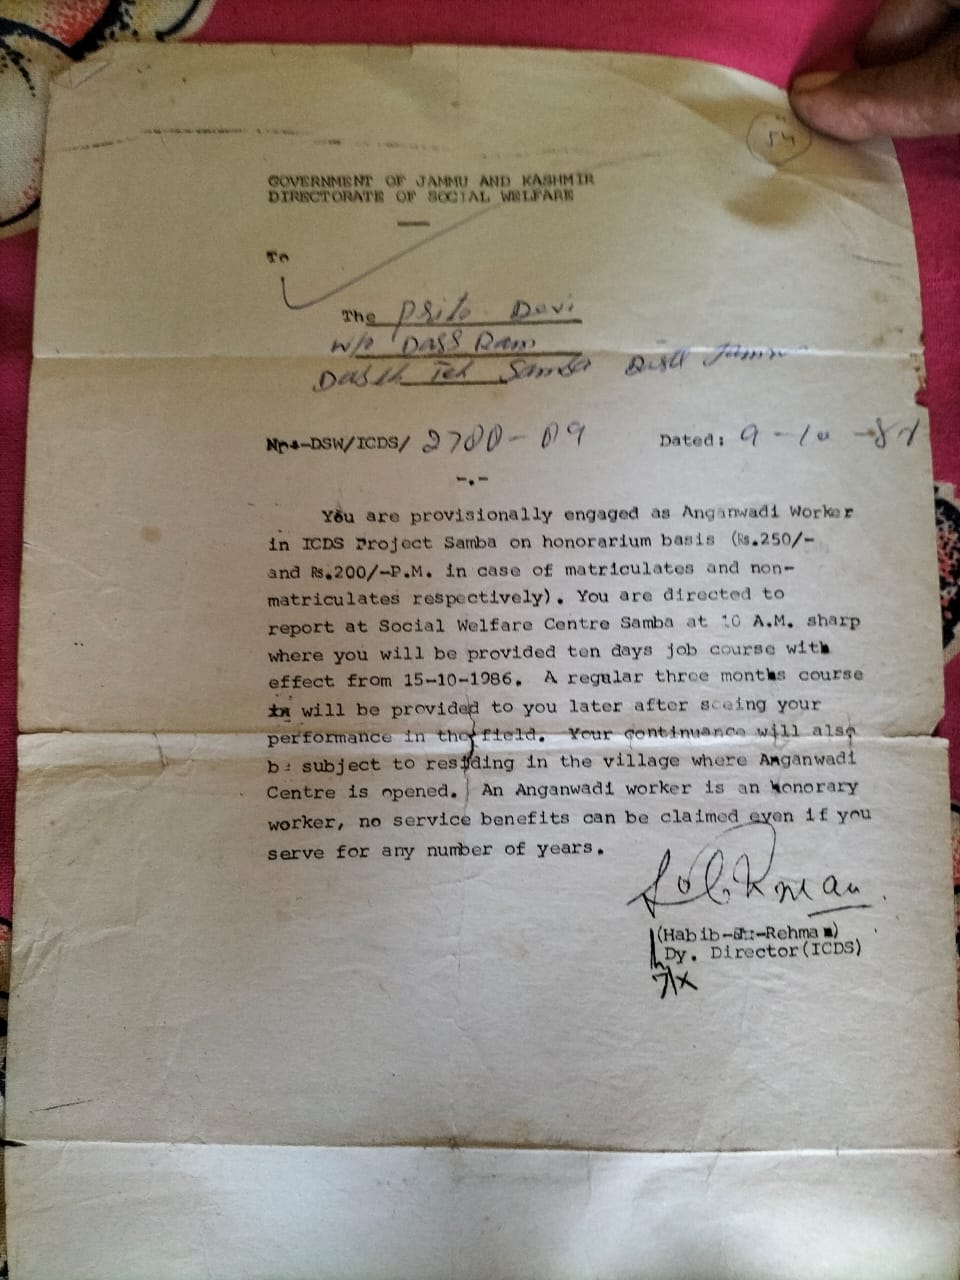 54
GOVERNMENT OF JAMMU AND KASHMIR
DIRECTORATE OF SOCIAL WELFARE
To
The Devi
W/o Dass Ram
Teh Samba Distt Jammu
No.-DSW/ICDS/ Dated: 9-10-
-.-
You are provisionally engaged as Anganwadi Worker
in ICDS Project Samba on honorarium basis (Rs.250/-
and Rs.200/-P.M. in case of matriculates and non-
matriculates respectively). You are directed to
report at Social Welfare Centre Samba at 10 A.M. sharp
where you will be provided ten days job course with
effect from 15-10-1986. A regular three months course
in will be provided to you later after seeing your
performance in the field. Your continuance will also
be subject to residing in the village where Anganwadi
Centre is opened. An Anganwadi worker is an honorary
worker, no service benefits can be claimed even if you
serve for any number of years.
(Habib-ur-Rehman)
Dy. Director(ICDS)
7/X